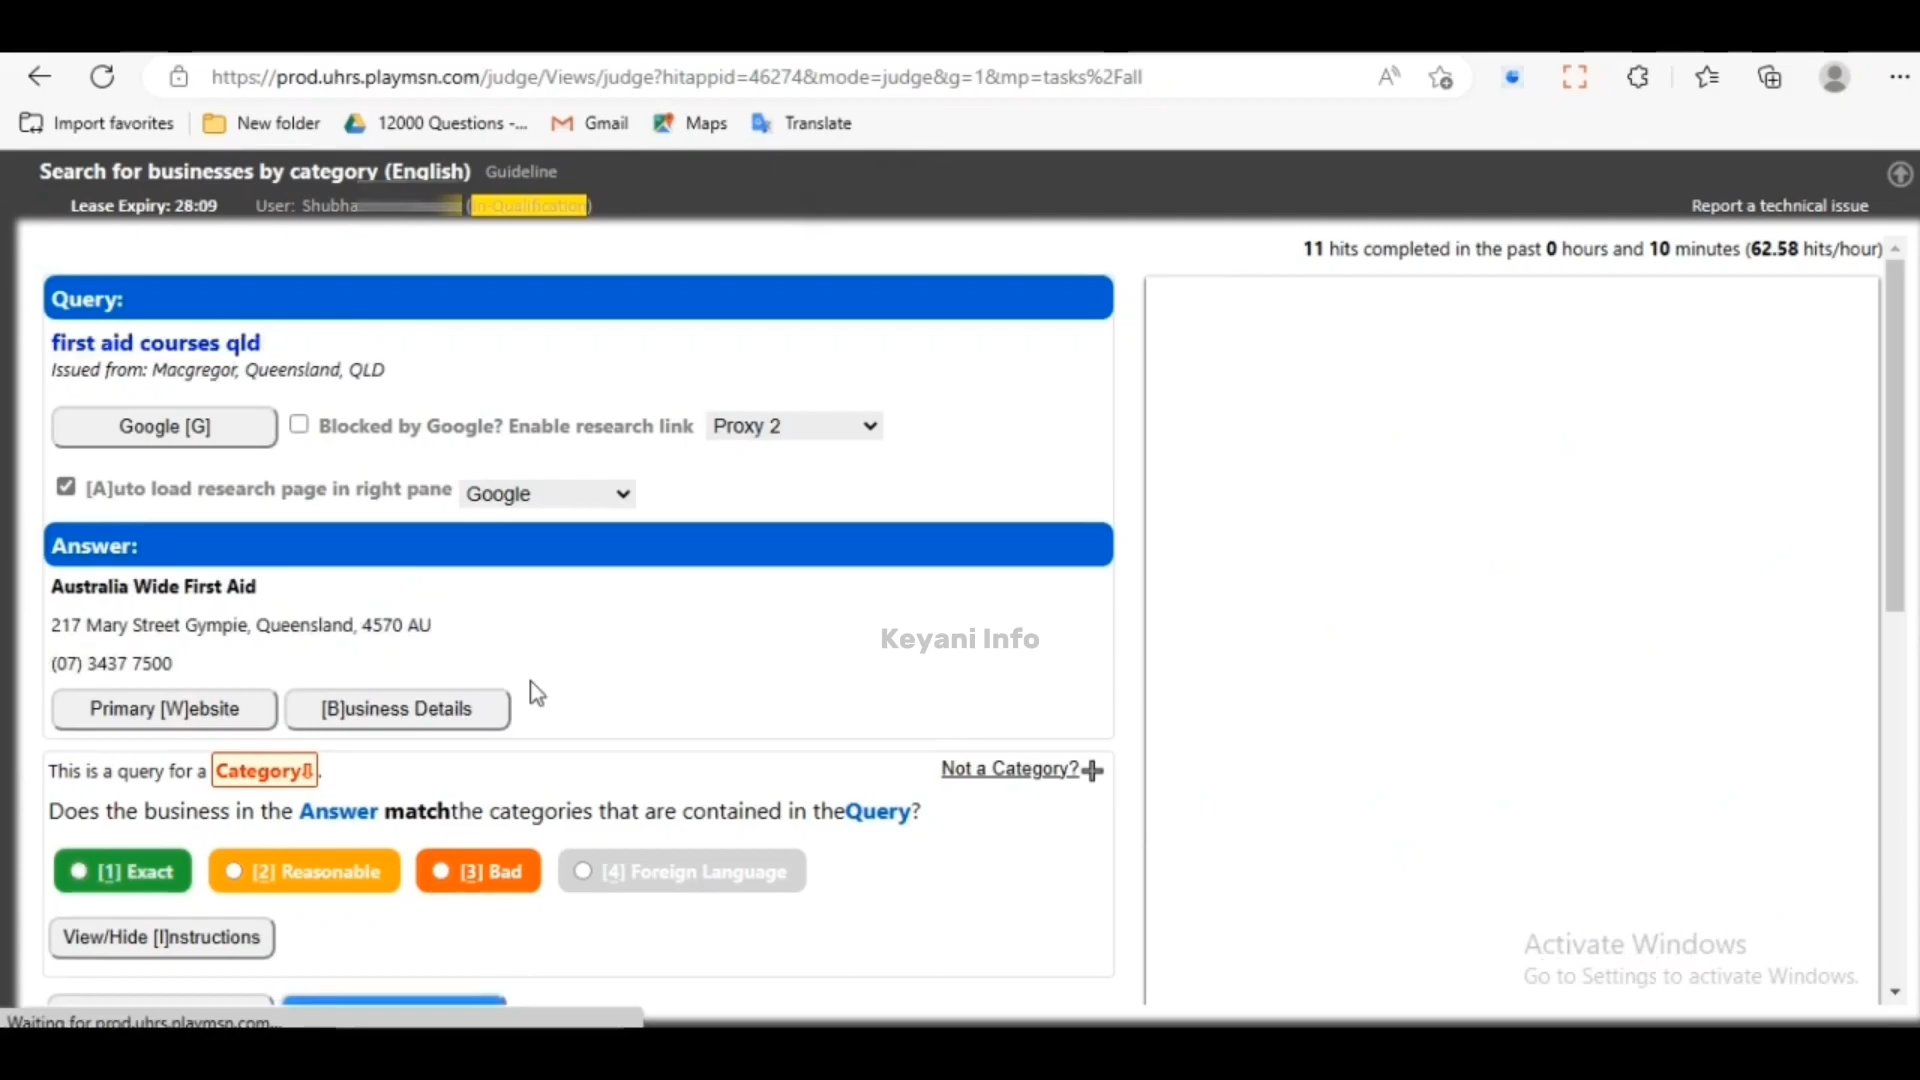 https://prod.uhrs.playmsn.com/judge/Views/judge?hitappid=46274&mode=judge&g=1&mp=tasks%2Fall
Import favorites New folder 12000 Questions -... Gmail Maps Translate
Search for businesses by category (English) Guideline
Lease Expiry: 28:09 User: Shubha (In-Qualification)
Report a technical issue
11 hits completed in the past 0 hours and 10 minutes (62.58 hits/hour)
Query:
first aid courses qld
Issued from: Macgregor, Queensland, QLD
Google [G] Blocked by Google? Enable research link Proxy 2
[A]uto load research page in right pane Google
Answer:
Australia Wide First Aid
217 Mary Street Gympie, Queensland, 4570 AU
Keyani Info
(07) 3437 7500
Primary [W]ebsite [B]usiness Details
This is a query for a Category⇩. Not a Category?
Does the business in the Answer matchthe categories that are contained in theQuery?
[1] Exact [2] Reasonable [3] Bad [4] Foreign Language
View/Hide [I]nstructions
Activate Windows
Go to Settings to activate Windows.
Waiting for prod.uhrs.playmsn.com...